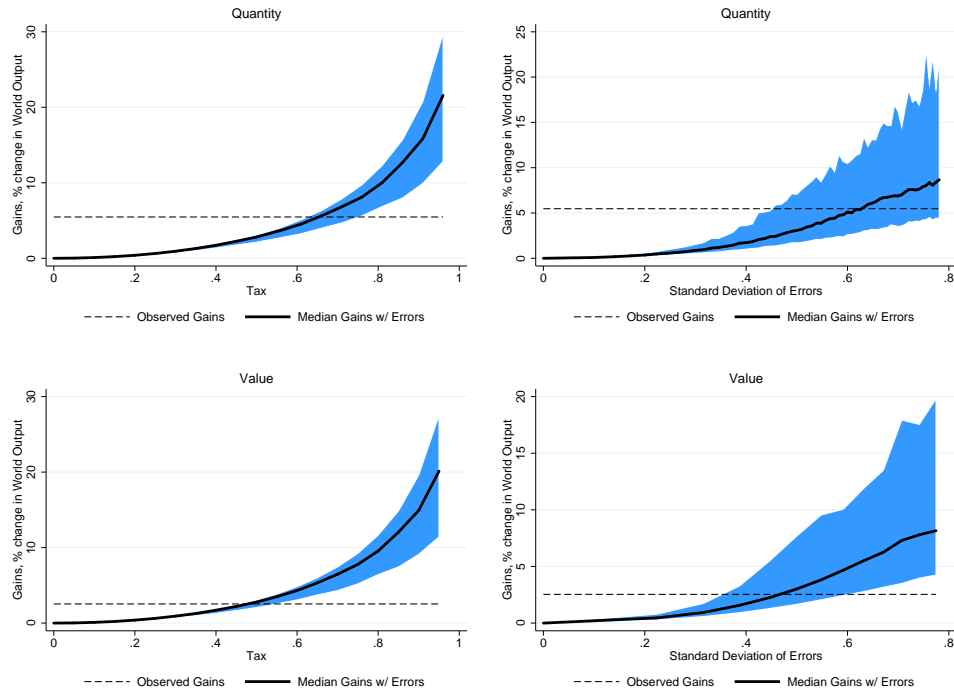 Quantity
Gains, % change in World Output
30
20
10
0
0 .2 .4 .6 .8 1
Tax
Observed Gains Median Gains w/ Errors
Quantity
Gains, % change in World Output
25
20
15
10
5
0
0 .2 .4 .6 .8
Standard Deviation of Errors
Observed Gains Median Gains w/ Errors
Value
Gains, % change in World Output
30
20
10
0
0 .2 .4 .6 .8 1
Tax
Observed Gains Median Gains w/ Errors
Value
Gains, % change in World Output
20
15
10
5
0
0 .2 .4 .6 .8
Standard Deviation of Errors
Observed Gains Median Gains w/ Errors